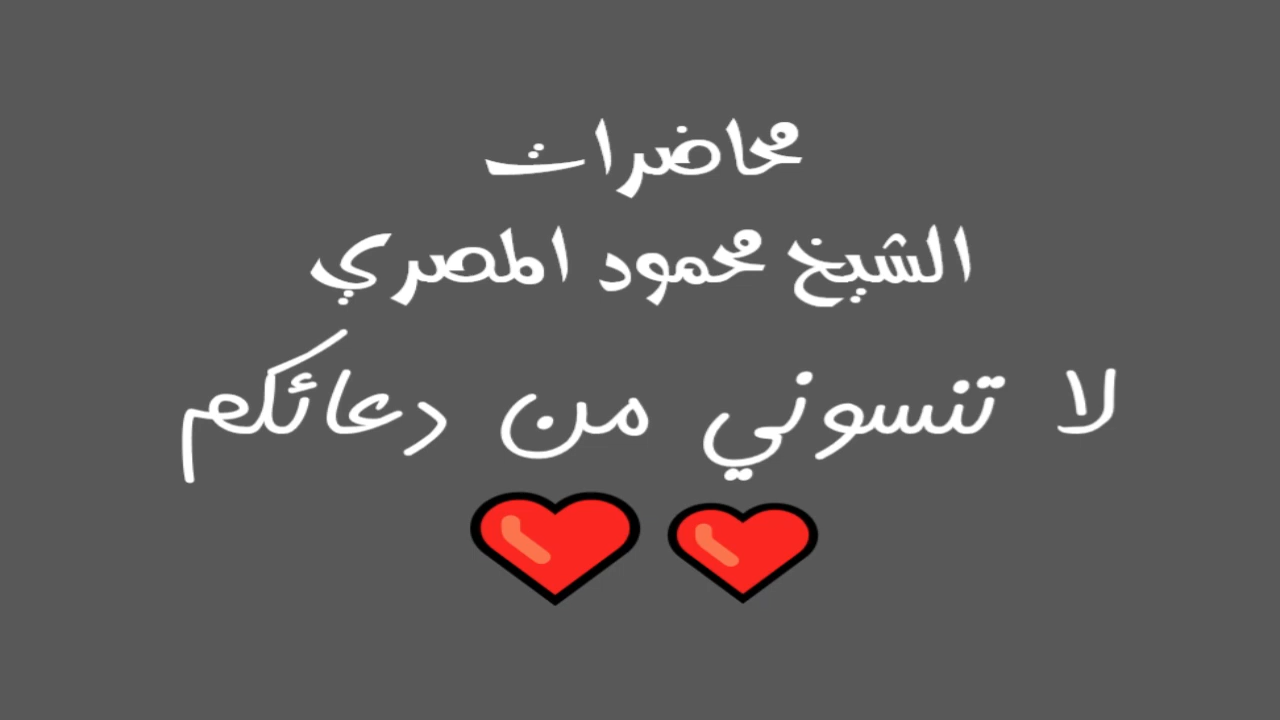 محاضرات
الشيخ محمود المصري
لا تنسوني من دعائكم